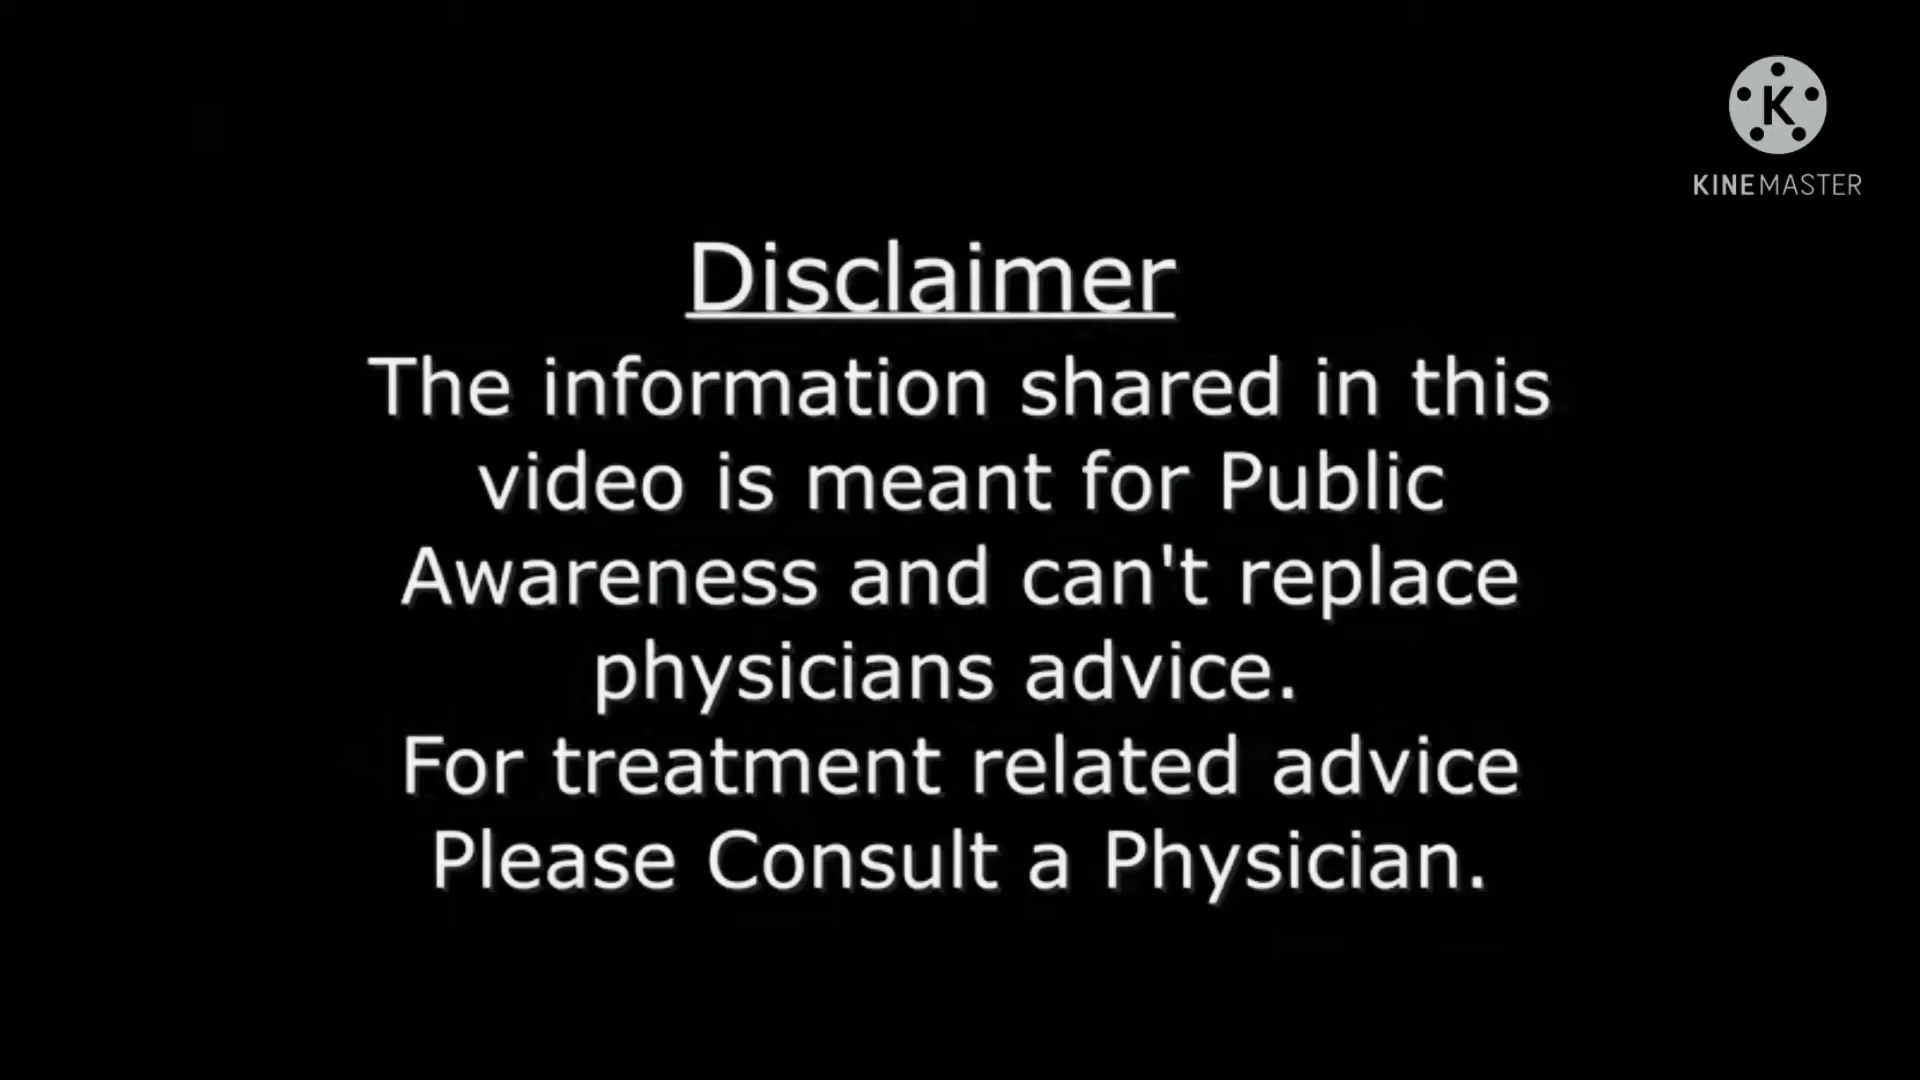 K
KINEMASTER
Disclaimer
The information shared in this
video is meant for Public
Awareness and can't replace
physicians advice.
For treatment related advice
Please Consult a Physician.